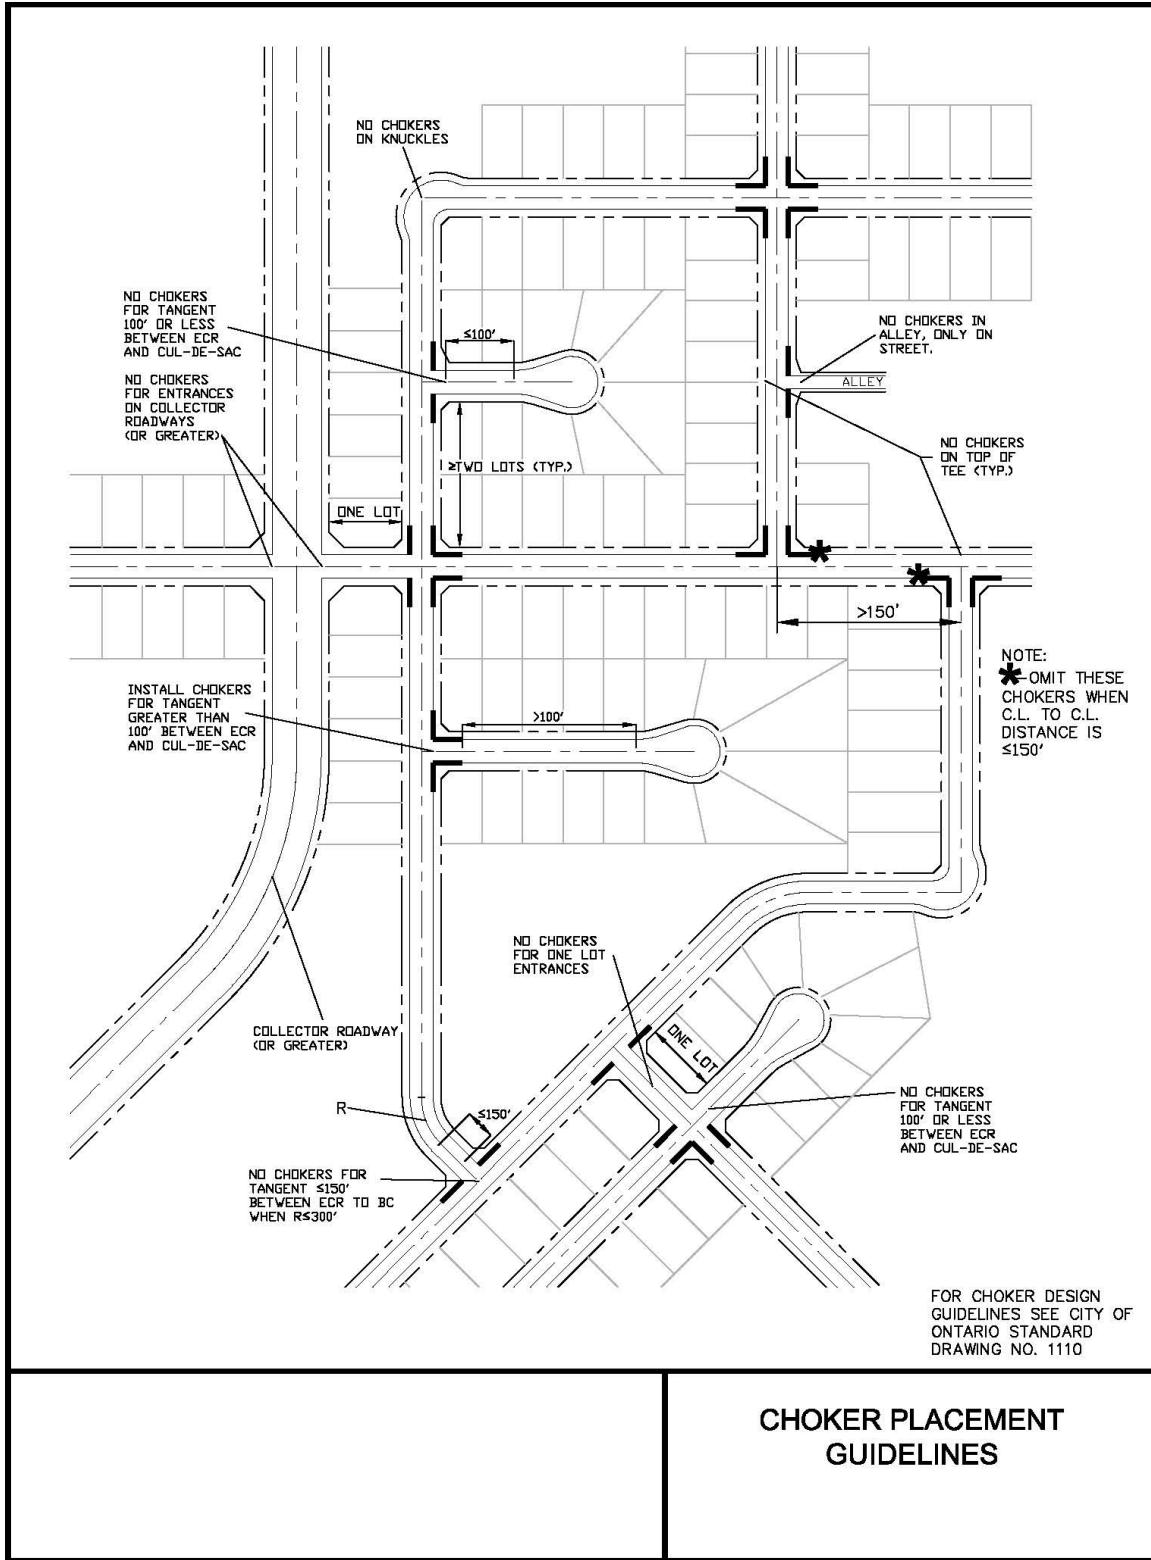 NO CHOKERS
ON KNUCKLES
NO CHOKERS
FOR TANGENT
100' OR LESS
BETWEEN ECR
AND CUL-DE-SAC
≤100'
NO CHOKERS IN
ALLEY, ONLY ON
STREET.
ALLEY
NO CHOKERS
FOR ENTRANCES
ON COLLECTOR
ROADWAYS
(OR GREATER)
NO CHOKERS
ON TOP OF
TEE (TYP.)
≥TWO LOTS (TYP.)
ONE LOT
>150'
NOTE:
*-OMIT THESE
CHOKERS WHEN
C.L. TO C.L.
DISTANCE IS
≤150'
INSTALL CHOKERS
FOR TANGENT
GREATER THAN
100' BETWEEN ECR
AND CUL-DE-SAC
>100'
NO CHOKERS
FOR ONE LOT
ENTRANCES
COLLECTOR ROADWAY
(OR GREATER)
ONE LOT
R
≤150'
NO CHOKERS
FOR TANGENT
100' OR LESS
BETWEEN ECR
AND CUL-DE-SAC
NO CHOKERS FOR
TANGENT ≤150'
BETWEEN ECR TO BC
WHEN R≤300'
FOR CHOKER DESIGN
GUIDELINES SEE CITY OF
ONTARIO STANDARD
DRAWING NO. 1110
CHOKER PLACEMENT
GUIDELINES